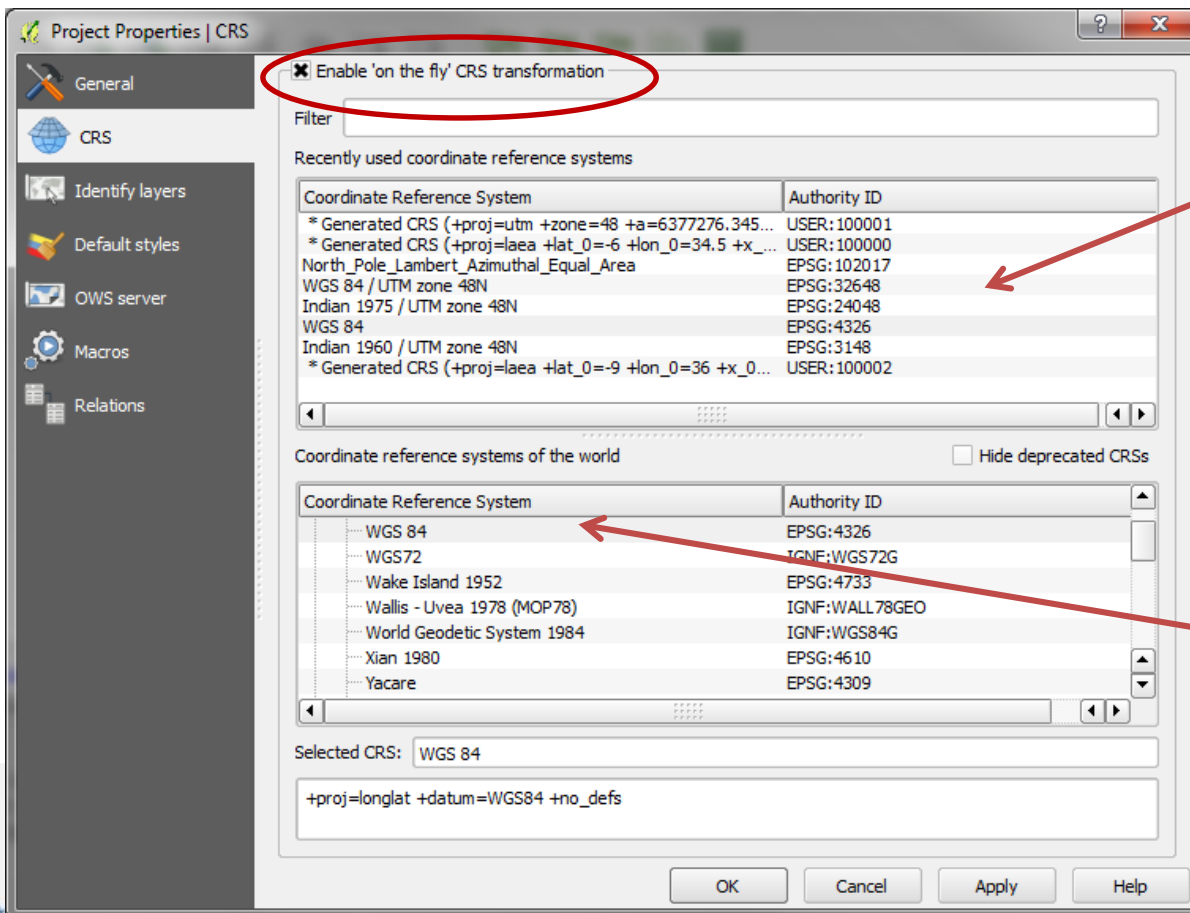 Project Properties | CRS
General
CRS
Identify layers
Default styles
OWS server
Macros
Relations
Enable 'on the fly' CRS transformation
Filter
Recently used coordinate reference systems
Coordinate Reference System Authority ID
* Generated CRS (+proj=utm +zone=48 +a=6377276.345... USER:100001
* Generated CRS (+proj=laea +lat_0=-6 +lon_0=34.5 +x_... USER:100000
North_Pole_Lambert_Azimuthal_Equal_Area EPSG:102017
WGS 84 / UTM zone 48N EPSG:32648
Indian 1975 / UTM zone 48N EPSG:24048
WGS 84 EPSG:4326
Indian 1960 / UTM zone 48N EPSG:3148
* Generated CRS (+proj=laea +lat_0=-9 +lon_0=36 +x_0... USER:100002
Coordinate reference systems of the world Hide deprecated CRSs
Coordinate Reference System Authority ID
WGS 84 EPSG:4326
WGS72 IGNF:WGS72G
Wake Island 1952 EPSG:4733
Wallis - Uvea 1978 (MOP78) IGNF:WALL78GEO
World Geodetic System 1984 IGNF:WGS84G
Xian 1980 EPSG:4610
Yacare EPSG:4309
Selected CRS: WGS 84
+proj=longlat +datum=WGS84 +no_defs
OK Cancel Apply Help